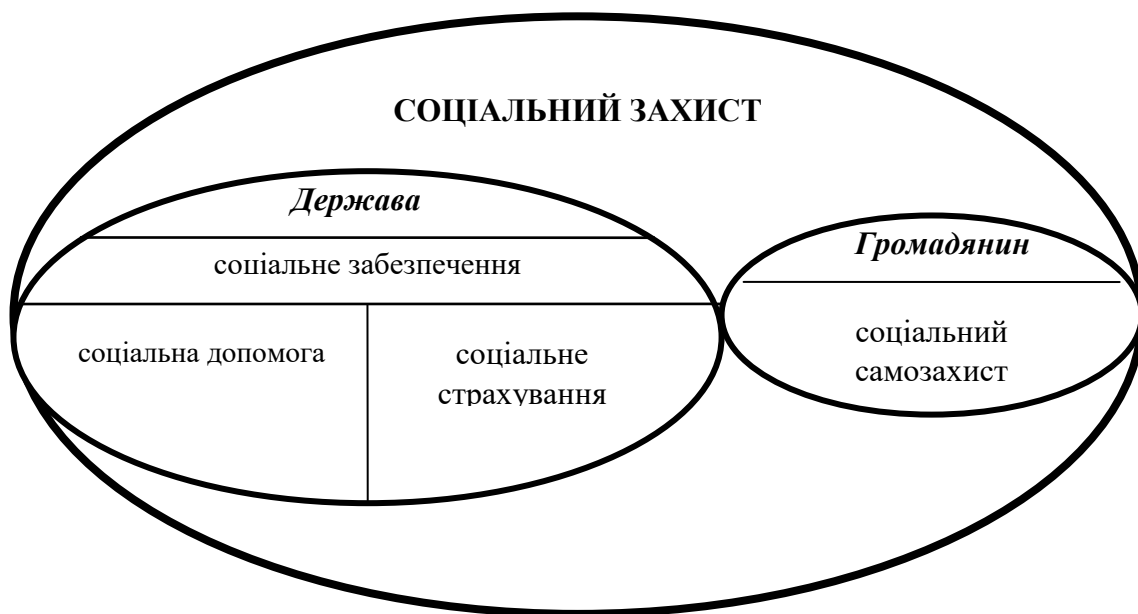 СОЦІАЛЬНИЙ ЗАХИСТ
Держава
соціальне забезпечення
соціальна допомога
соціальне
страхування
Громадянин
соціальний
самозахист